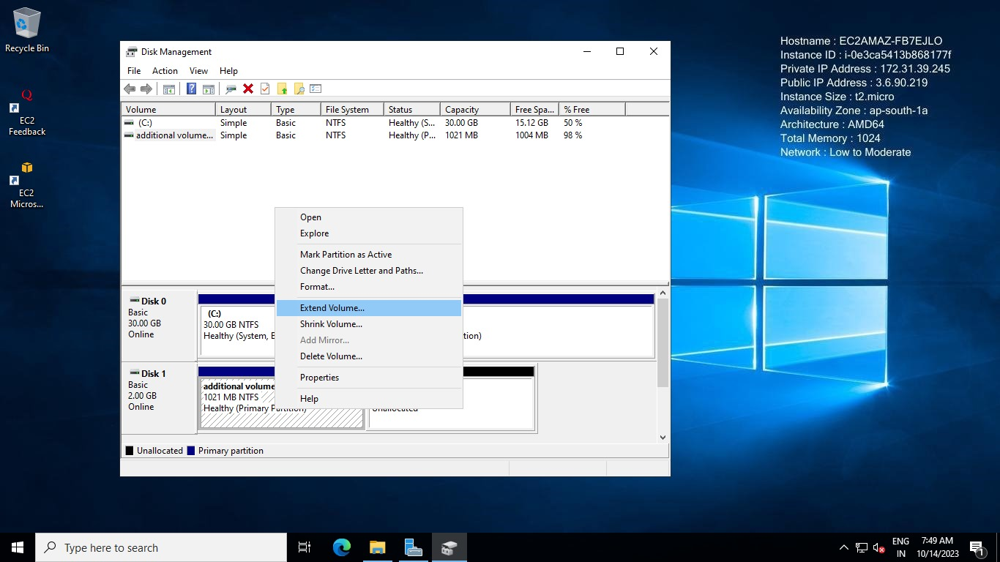 Recycle Bin
EC2
Feedback
EC2
Micros...
Hostname : EC2AMAZ-FB7EJLO
Instance ID : i-0e3ca5413b868177f
Private IP Address : 172.31.39.245
Public IP Address : 3.6.90.219
Instance Size : t2.micro
Availability Zone : ap-south-1a
Architecture : AMD64
Total Memory : 1024
Network : Low to Moderate
Disk Management
File Action View Help
Volume Layout Type File System Status Capacity Free Spa... % Free
(C:) Simple Basic NTFS Healthy (S... 30.00 GB 15.12 GB 50 %
additional volume... Simple Basic NTFS Healthy (P... 1021 MB 1004 MB 98 %
Open
Explore
Mark Partition as Active
Change Drive Letter and Paths...
Format...
Extend Volume...
Shrink Volume...
Add Mirror...
Delete Volume...
Properties
Help
Disk 0
Basic
30.00 GB
Online
(C:)
30.00 GB NTFS
Healthy (System, B
tion)
Disk 1
Basic
2.00 GB
Online
additional volume
1021 MB NTFS
Healthy (Primary Partition)
Unallocated
Unallocated Primary partition
Type here to search
ENG
IN
7:49 AM
10/14/2023
1